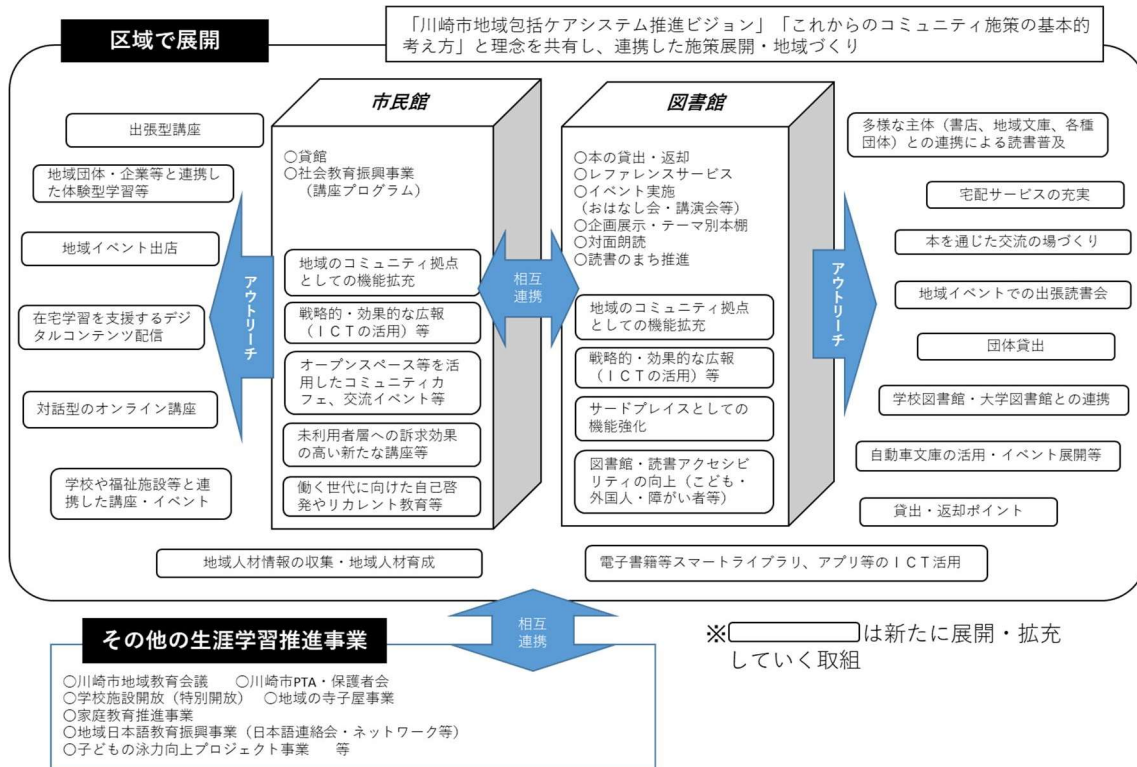 区域で展開
「川崎市地域包括ケアシステム推進ビジョン」「これからのコミュニティ施策の基本的
考え方」と理念を共有し、連携した施策展開・地域づくり
出張型講座
地域団体・企業等と連携し
た体験型学習等
地域イベント出店
在宅学習を支援するデジ
タルコンテンツ配信
対話型のオンライン講座
学校や福祉施設等と連
携した講座・イベント
アウトリーチ
市民館
○貸館
○社会教育振興事業
（講座プログラム）
地域のコミュニティ拠点
としての機能拡充
戦略的・効果的な広報
（ＩＣＴの活用）等
オープンスペース等を活
用したコミュニティカ
フェ、交流イベント等
未利用者層への訴求効果
の高い新たな講座等
働く世代に向けた自己啓
発やリカレント教育等
相互
連携
図書館
○本の貸出・返却
○レファレンスサービス
○イベント実施
（おはなし会・講演会等）
○企画展示・テーマ別本棚
○対面朗読
○読書のまち推進
地域のコミュニティ拠点
としての機能拡充
戦略的・効果的な広報
（ICTの活用）等
サードプレイスとしての
機能強化
図書館・読書アクセシビ
リティの向上（こども・
外国人・障がい者等）
アウトリーチ
多様な主体（書店、地域文庫、各種
団体）との連携による読書普及
宅配サービスの充実
本を通じた交流の場づくり
地域イベントでの出張読書会
団体貸出
学校図書館・大学図書館との連携
自動車文庫の活用・イベント展開等
貸出・返却ポイント
地域人材情報の収集・地域人材育成
電子書籍等スマートライブラリ、アプリ等のＩＣＴ活用
相互
連携
その他の生涯学習推進事業
○川崎市地域教育会議　○川崎市PTA・保護者会
○学校施設開放（特別開放）　○地域の寺子屋事業
○家庭教育推進事業
○地域日本語教育振興事業（日本語連絡会・ネットワーク等）
○子どもの泳力向上プロジェクト事業　等
※　　　　　は新たに展開・拡充
していく取組